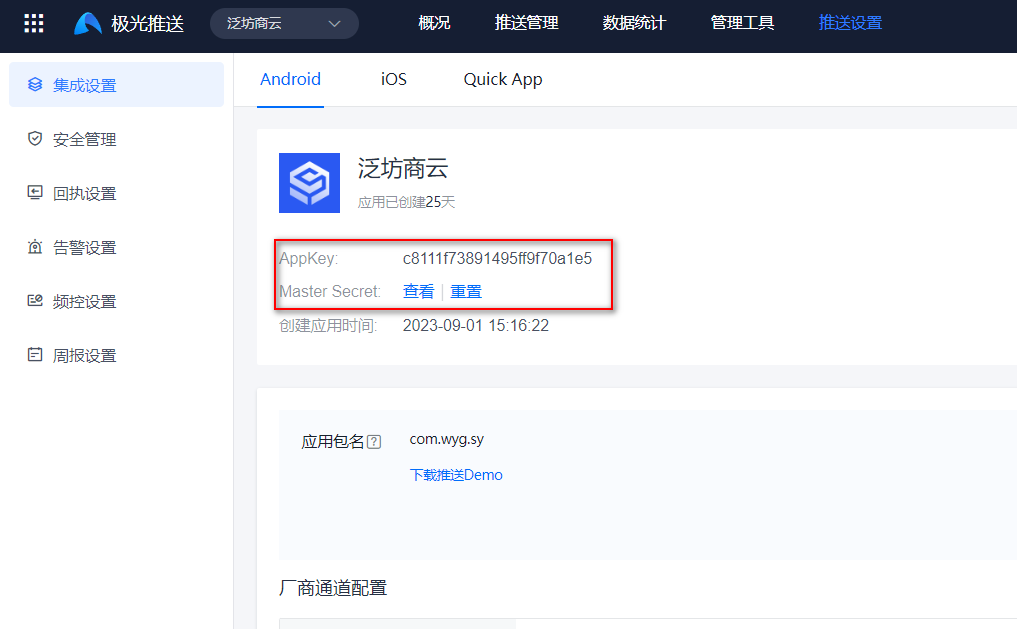 极光推送 泛坊商云 概况 推送管理 数据统计 管理工具 推送设置
集成设置
安全管理
回执设置
告警设置
频控设置
周报设置
Android iOS Quick App
泛坊商云
应用已创建25天
AppKey: c8111f73891495ff9f70a1e5
Master Secret: 查看 | 重置
创建应用时间: 2023-09-01 15:16:22
应用包名 ? com.wyg.sy
下载推送Demo
厂商通道配置